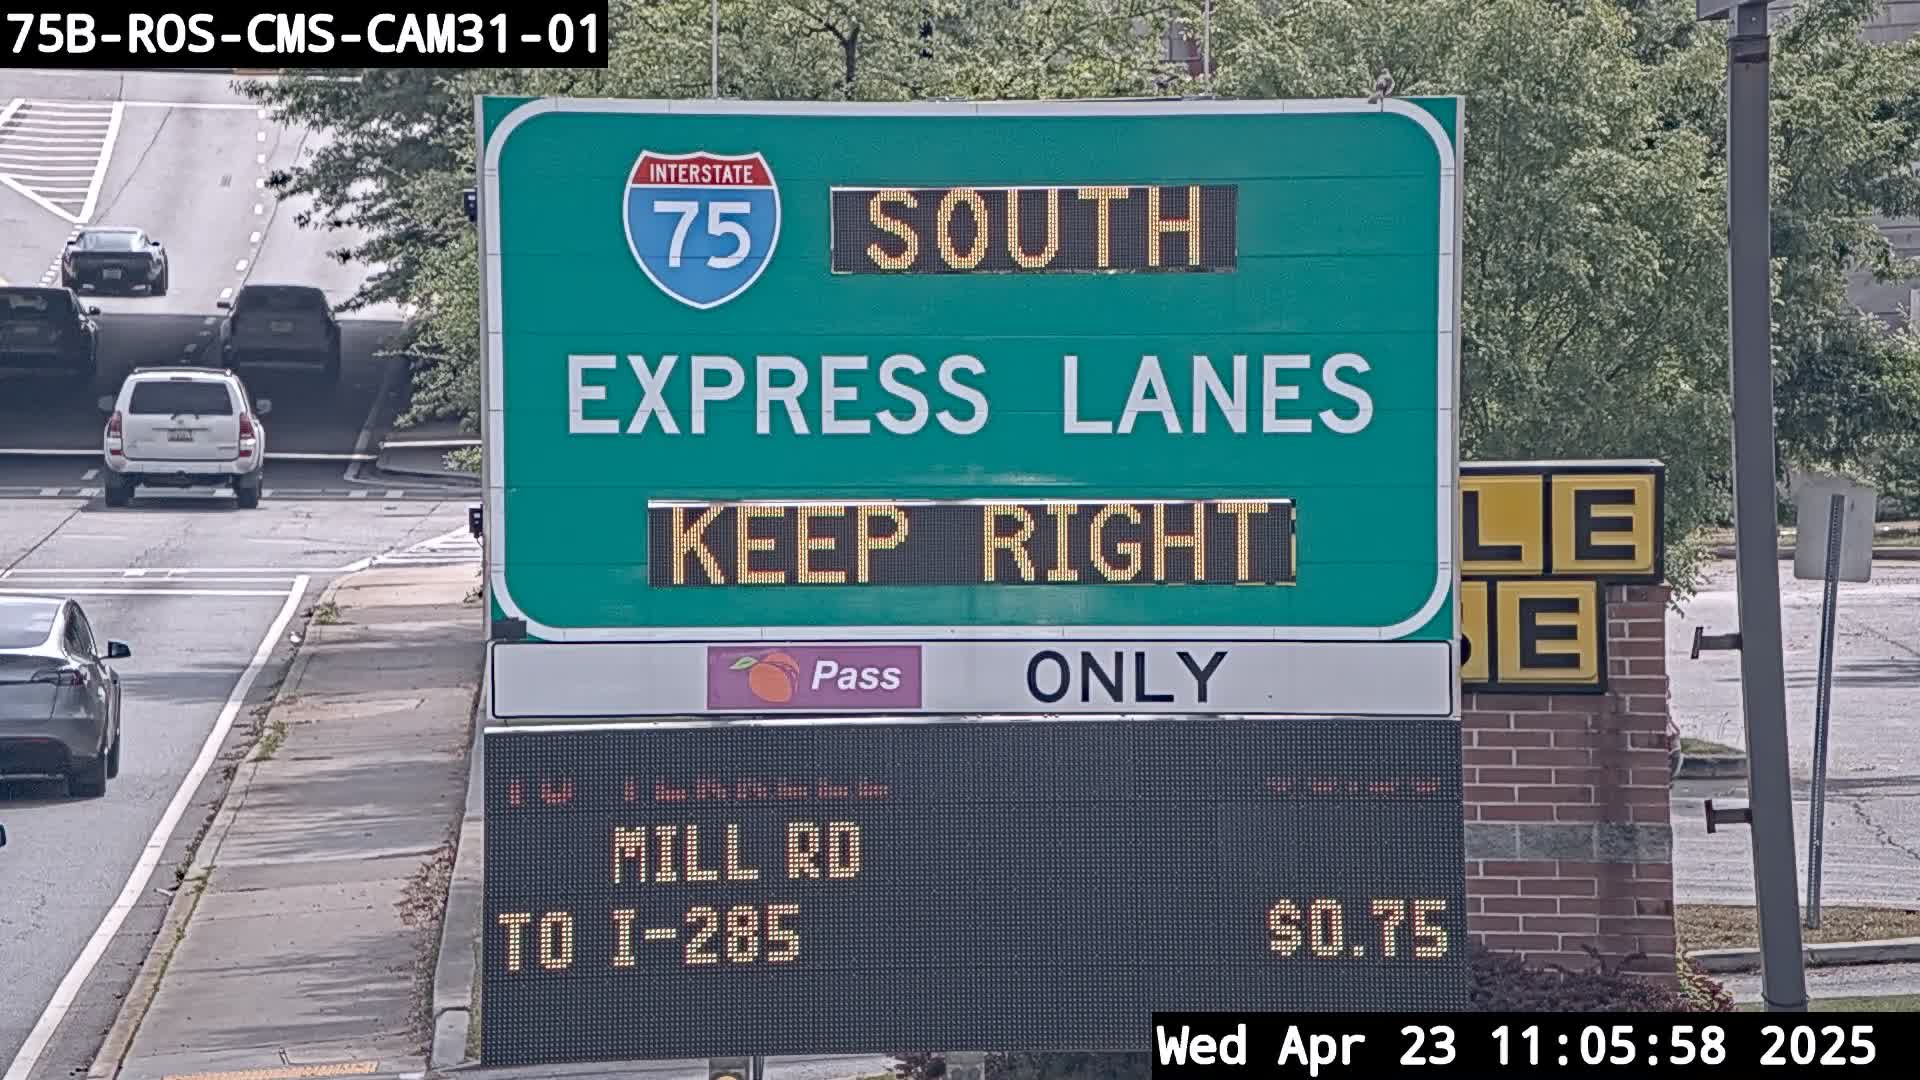 75B-ROS-CMS-CAM31-01
INTERSTATE
75
SOUTH
EXPRESS LANES
KEEP RIGHT
Pass ONLY
MILL RD
TO I-285 $0.75
LE
E
Wed Apr 23 11:05:58 2025